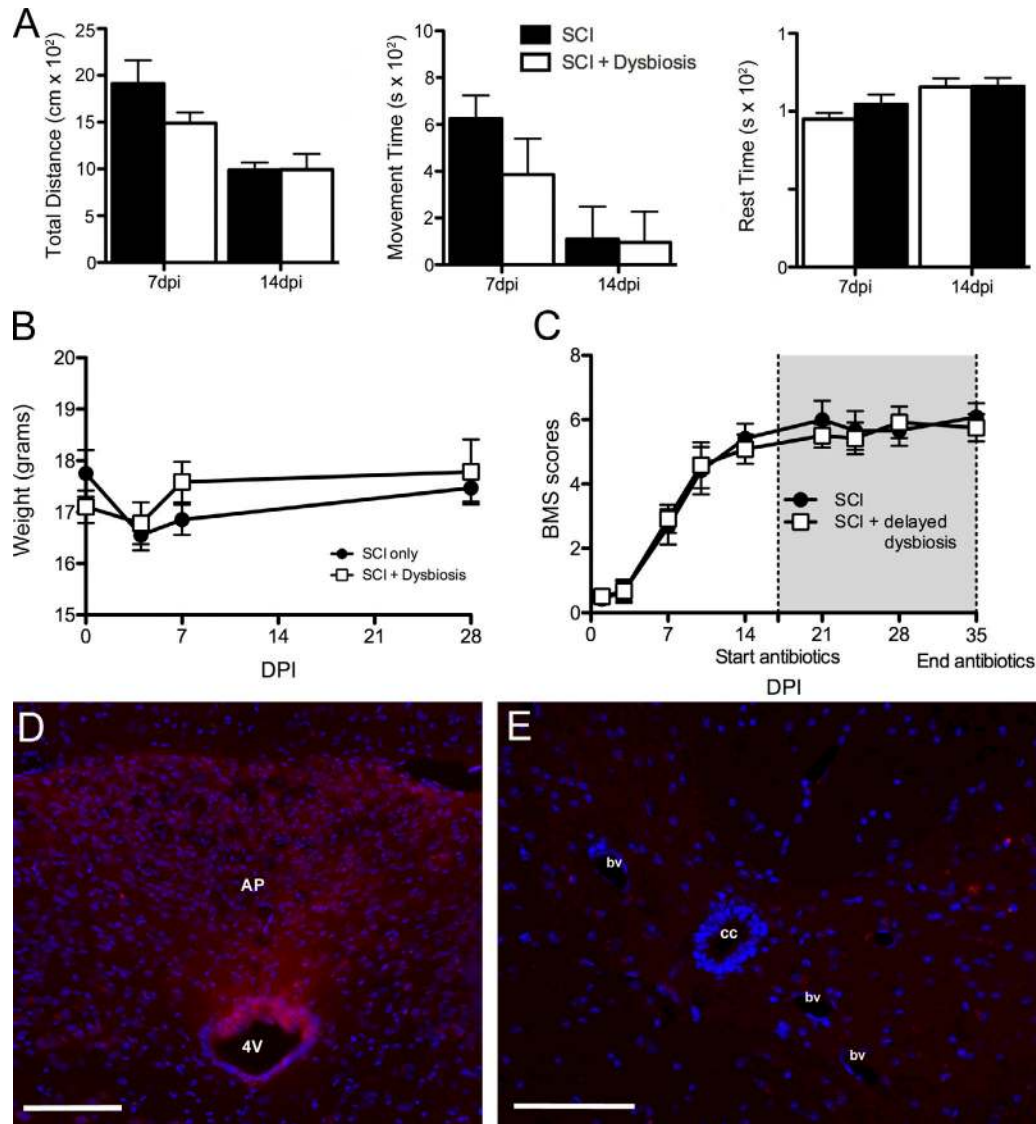 A
Total Distance (cm x 10²)
25
20
15
10
5
0
7dpi
14dpi
Movement Time (s x 10²)
10
8
6
4
2
0
7dpi
14dpi
SCI
SCI + Dysbiosis
Rest Time (s x 10²)
1
1
0
7dpi
14dpi
B
Weight (grams)
20
19
18
17
16
15
0
7
14
21
28
DPI
SCI only
SCI + Dysbiosis
C
BMS scores
8
6
4
2
0
0
7
14
21
28
35
Start antibiotics
End antibiotics
DPI
SCI
SCI + delayed
dysbiosis
D
AP
4V
E
bv
cc
bv
bv